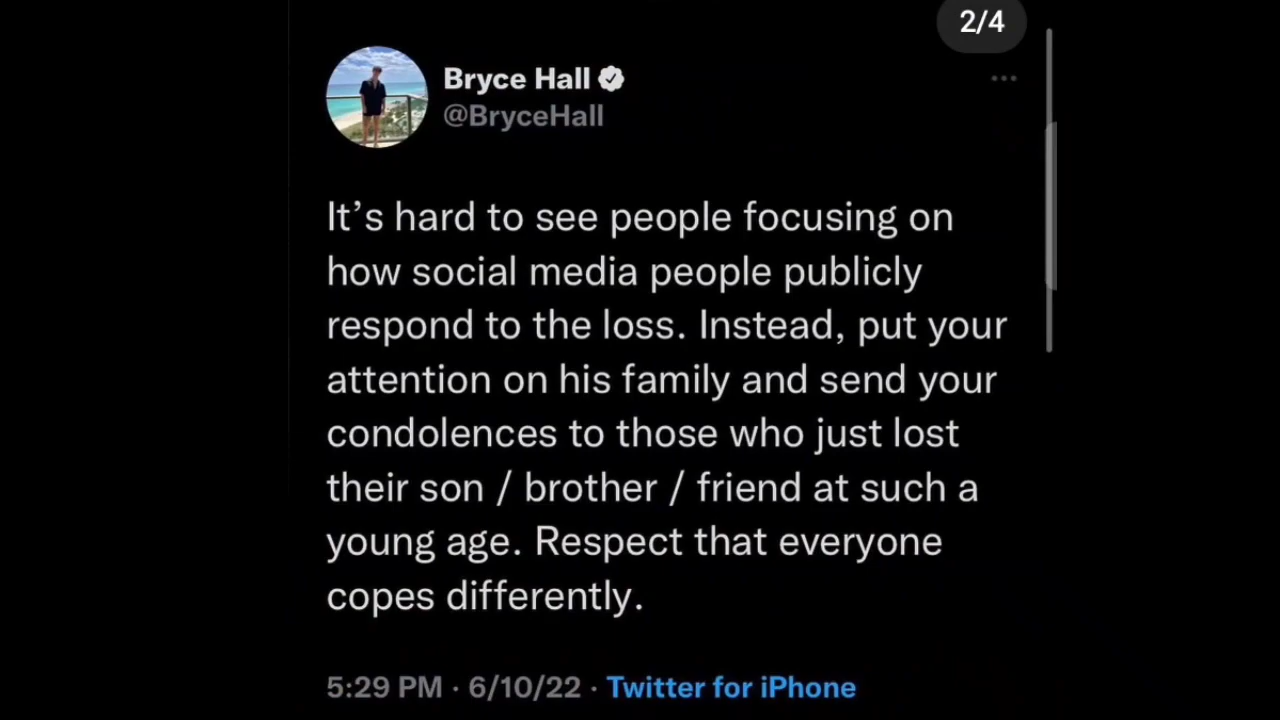 2/4
Bryce Hall
@BryceHall
It’s hard to see people focusing on
how social media people publicly
respond to the loss. Instead, put your
attention on his family and send your
condolences to those who just lost
their son / brother / friend at such a
young age. Respect that everyone
copes differently.
5:29 PM · 6/10/22 · Twitter for iPhone